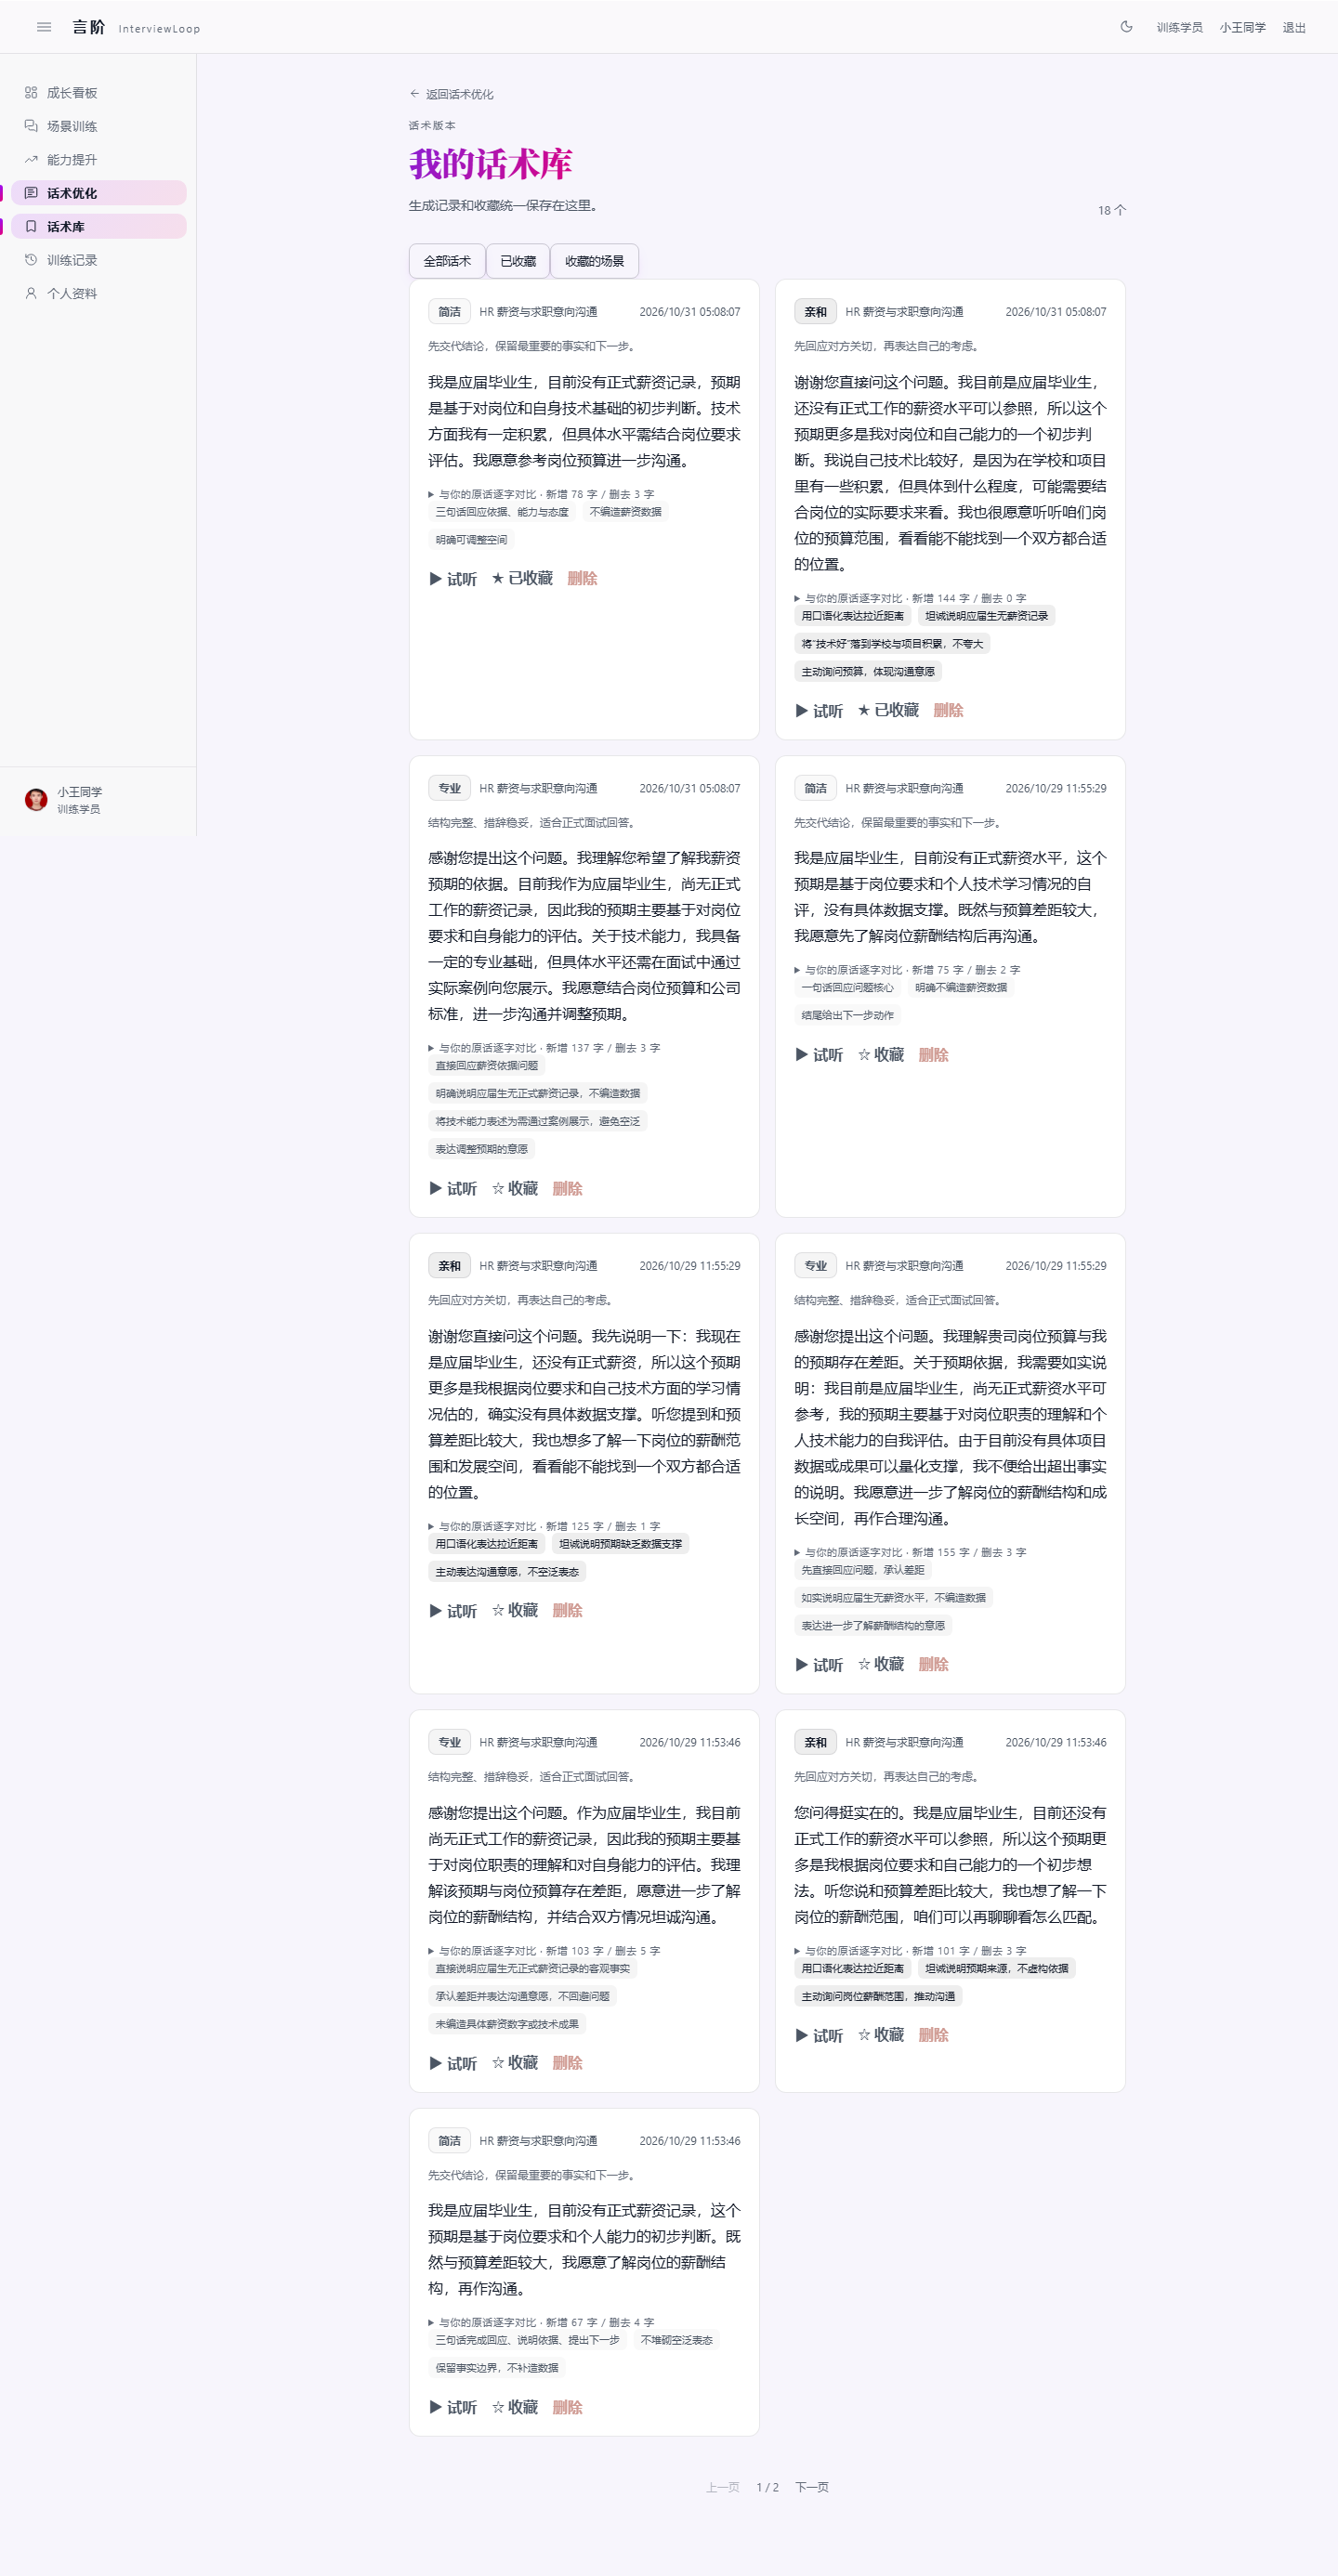 言阶 InterviewLoop
训练学员 小王同学 退出
成长看板
场景训练
能力提升
话术优化
话术库
训练记录
个人资料
小王同学
训练学员
← 返回话术优化
话术版本
我的话术库
生成记录和收藏统一保存在这里。
18 个
全部话术 已收藏 收藏的场景
简洁 HR 薪资与求职意向沟通 2026/10/31 05:08:07
先交代结论，保留最重要的事实和下一步。
我是应届毕业生，目前没有正式薪资记录，预期
是基于对岗位和自身技术基础的初步判断。技术
方面我有一定积累，但具体水平需结合岗位要求
评估。我愿意参考岗位预算进一步沟通。
▶ 与你的原话逐字对比 · 新增 78 字 / 删去 3 字
三句话回应依据、能力与态度 不编造薪资数据
明确可调整空间
▶ 试听 ★ 已收藏 删除
亲和 HR 薪资与求职意向沟通 2026/10/31 05:08:07
先回应对方关切，再表达自己的考虑。
谢谢您直接问这个问题。我目前是应届毕业生，
还没有正式工作的薪资水平可以参照，所以这个
预期更多是我对岗位和自己能力的一个初步判
断。我说自己技术比较好，是因为在学校和项目
里有一些积累，但具体到什么程度，可能需要结
合岗位的实际要求来看。我也很愿意听听咱们岗
位的预算范围，看看能不能找到一个双方都合适
的位置。
▶ 与你的原话逐字对比 · 新增 144 字 / 删去 0 字
用口语化表达拉近距离 坦诚说明应届生无薪资记录
将“技术好”落到学校与项目积累，不夸大
主动询问预算，体现沟通意愿
▶ 试听 ★ 已收藏 删除
专业 HR 薪资与求职意向沟通 2026/10/31 05:08:07
结构完整、措辞稳妥，适合正式面试回答。
感谢您提出这个问题。我理解您希望了解我薪资
预期的依据。目前我作为应届毕业生，尚无正式
工作的薪资记录，因此我的预期主要基于对岗位
要求和自身能力的评估。关于技术能力，我具备
一定的专业基础，但具体水平还需在面试中通过
实际案例向您展示。我愿意结合岗位预算和公司
标准，进一步沟通并调整预期。
▶ 与你的原话逐字对比 · 新增 137 字 / 删去 3 字
直接回应薪资依据问题
明确说明应届生无正式薪资记录，不编造数据
将技术能力表述为需通过案例展示，避免空泛
表达调整预期的意愿
▶ 试听 ☆ 收藏 删除
简洁 HR 薪资与求职意向沟通 2026/10/29 11:55:29
先交代结论，保留最重要的事实和下一步。
我是应届毕业生，目前没有正式薪资水平，这个
预期是基于岗位要求和个人技术学习情况的自
评，没有具体数据支撑。既然与预算差距较大，
我愿意先了解岗位薪酬结构后再沟通。
▶ 与你的原话逐字对比 · 新增 75 字 / 删去 2 字
一句话回应问题核心 明确不编造薪资数据
结尾给出下一步动作
▶ 试听 ☆ 收藏 删除
亲和 HR 薪资与求职意向沟通 2026/10/29 11:55:29
先回应对方关切，再表达自己的考虑。
谢谢您直接问这个问题。我先说明一下：我现在
是应届毕业生，还没有正式薪资，所以这个预期
更多是我根据岗位要求和自己技术方面的学习情
况估的，确实没有具体数据支撑。听您提到和预
算差距比较大，我也想多了解一下岗位的薪酬范
围和发展空间，看看能不能找到一个双方都合适
的位置。
▶ 与你的原话逐字对比 · 新增 125 字 / 删去 1 字
用口语化表达拉近距离 坦诚说明预期缺乏数据支撑
主动表达沟通意愿，不空泛表态
▶ 试听 ☆ 收藏 删除
专业 HR 薪资与求职意向沟通 2026/10/29 11:55:29
结构完整、措辞稳妥，适合正式面试回答。
感谢您提出这个问题。我理解贵司岗位预算与我
的预期存在差距。关于预期依据，我需要如实说
明：我目前是应届毕业生，尚无正式薪资水平可
参考，我的预期主要基于对岗位职责的理解和个
人技术能力的自我评估。由于目前没有具体项目
数据或成果可以量化支撑，我不便给出超出事实
的说明。我愿意进一步了解岗位的薪酬结构和成
长空间，再作合理沟通。
▶ 与你的原话逐字对比 · 新增 155 字 / 删去 3 字
先直接回应问题，承认差距
如实说明应届生无薪资水平，不编造数据
表达进一步了解薪酬结构的意愿
▶ 试听 ☆ 收藏 删除
专业 HR 薪资与求职意向沟通 2026/10/29 11:53:46
结构完整、措辞稳妥，适合正式面试回答。
感谢您提出这个问题。作为应届毕业生，我目前
尚无正式工作的薪资记录，因此我的预期主要基
于对岗位职责的理解和对自身能力的评估。我理
解该预期与岗位预算存在差距，愿意进一步了解
岗位的薪酬结构，并结合双方情况坦诚沟通。
▶ 与你的原话逐字对比 · 新增 103 字 / 删去 5 字
直接说明应届生无正式薪资记录的客观事实
承认差距并表达沟通意愿，不回避问题
未编造具体薪资数字或技术成果
▶ 试听 ☆ 收藏 删除
亲和 HR 薪资与求职意向沟通 2026/10/29 11:53:46
先回应对方关切，再表达自己的考虑。
您问得挺实在的。我是应届毕业生，目前还没有
正式工作的薪资水平可以参照，所以这个预期更
多是我根据岗位要求和自己能力的一个初步想
法。听您说和预算差距比较大，我也想了解一下
岗位的薪酬范围，咱们可以再聊聊看怎么匹配。
▶ 与你的原话逐字对比 · 新增 101 字 / 删去 3 字
用口语化表达拉近距离 坦诚说明预期来源，不虚构依据
主动询问岗位薪酬范围，推动沟通
▶ 试听 ☆ 收藏 删除
简洁 HR 薪资与求职意向沟通 2026/10/29 11:53:46
先交代结论，保留最重要的事实和下一步。
我是应届毕业生，目前没有正式薪资记录，这个
预期是基于岗位要求和个人能力的初步判断。既
然与预算差距较大，我愿意了解岗位的薪酬结
构，再作沟通。
▶ 与你的原话逐字对比 · 新增 67 字 / 删去 4 字
三句话完成回应、说明依据、提出下一步 不堆砌空泛表态
保留事实边界，不补造数据
▶ 试听 ☆ 收藏 删除
上一页 1 / 2 下一页